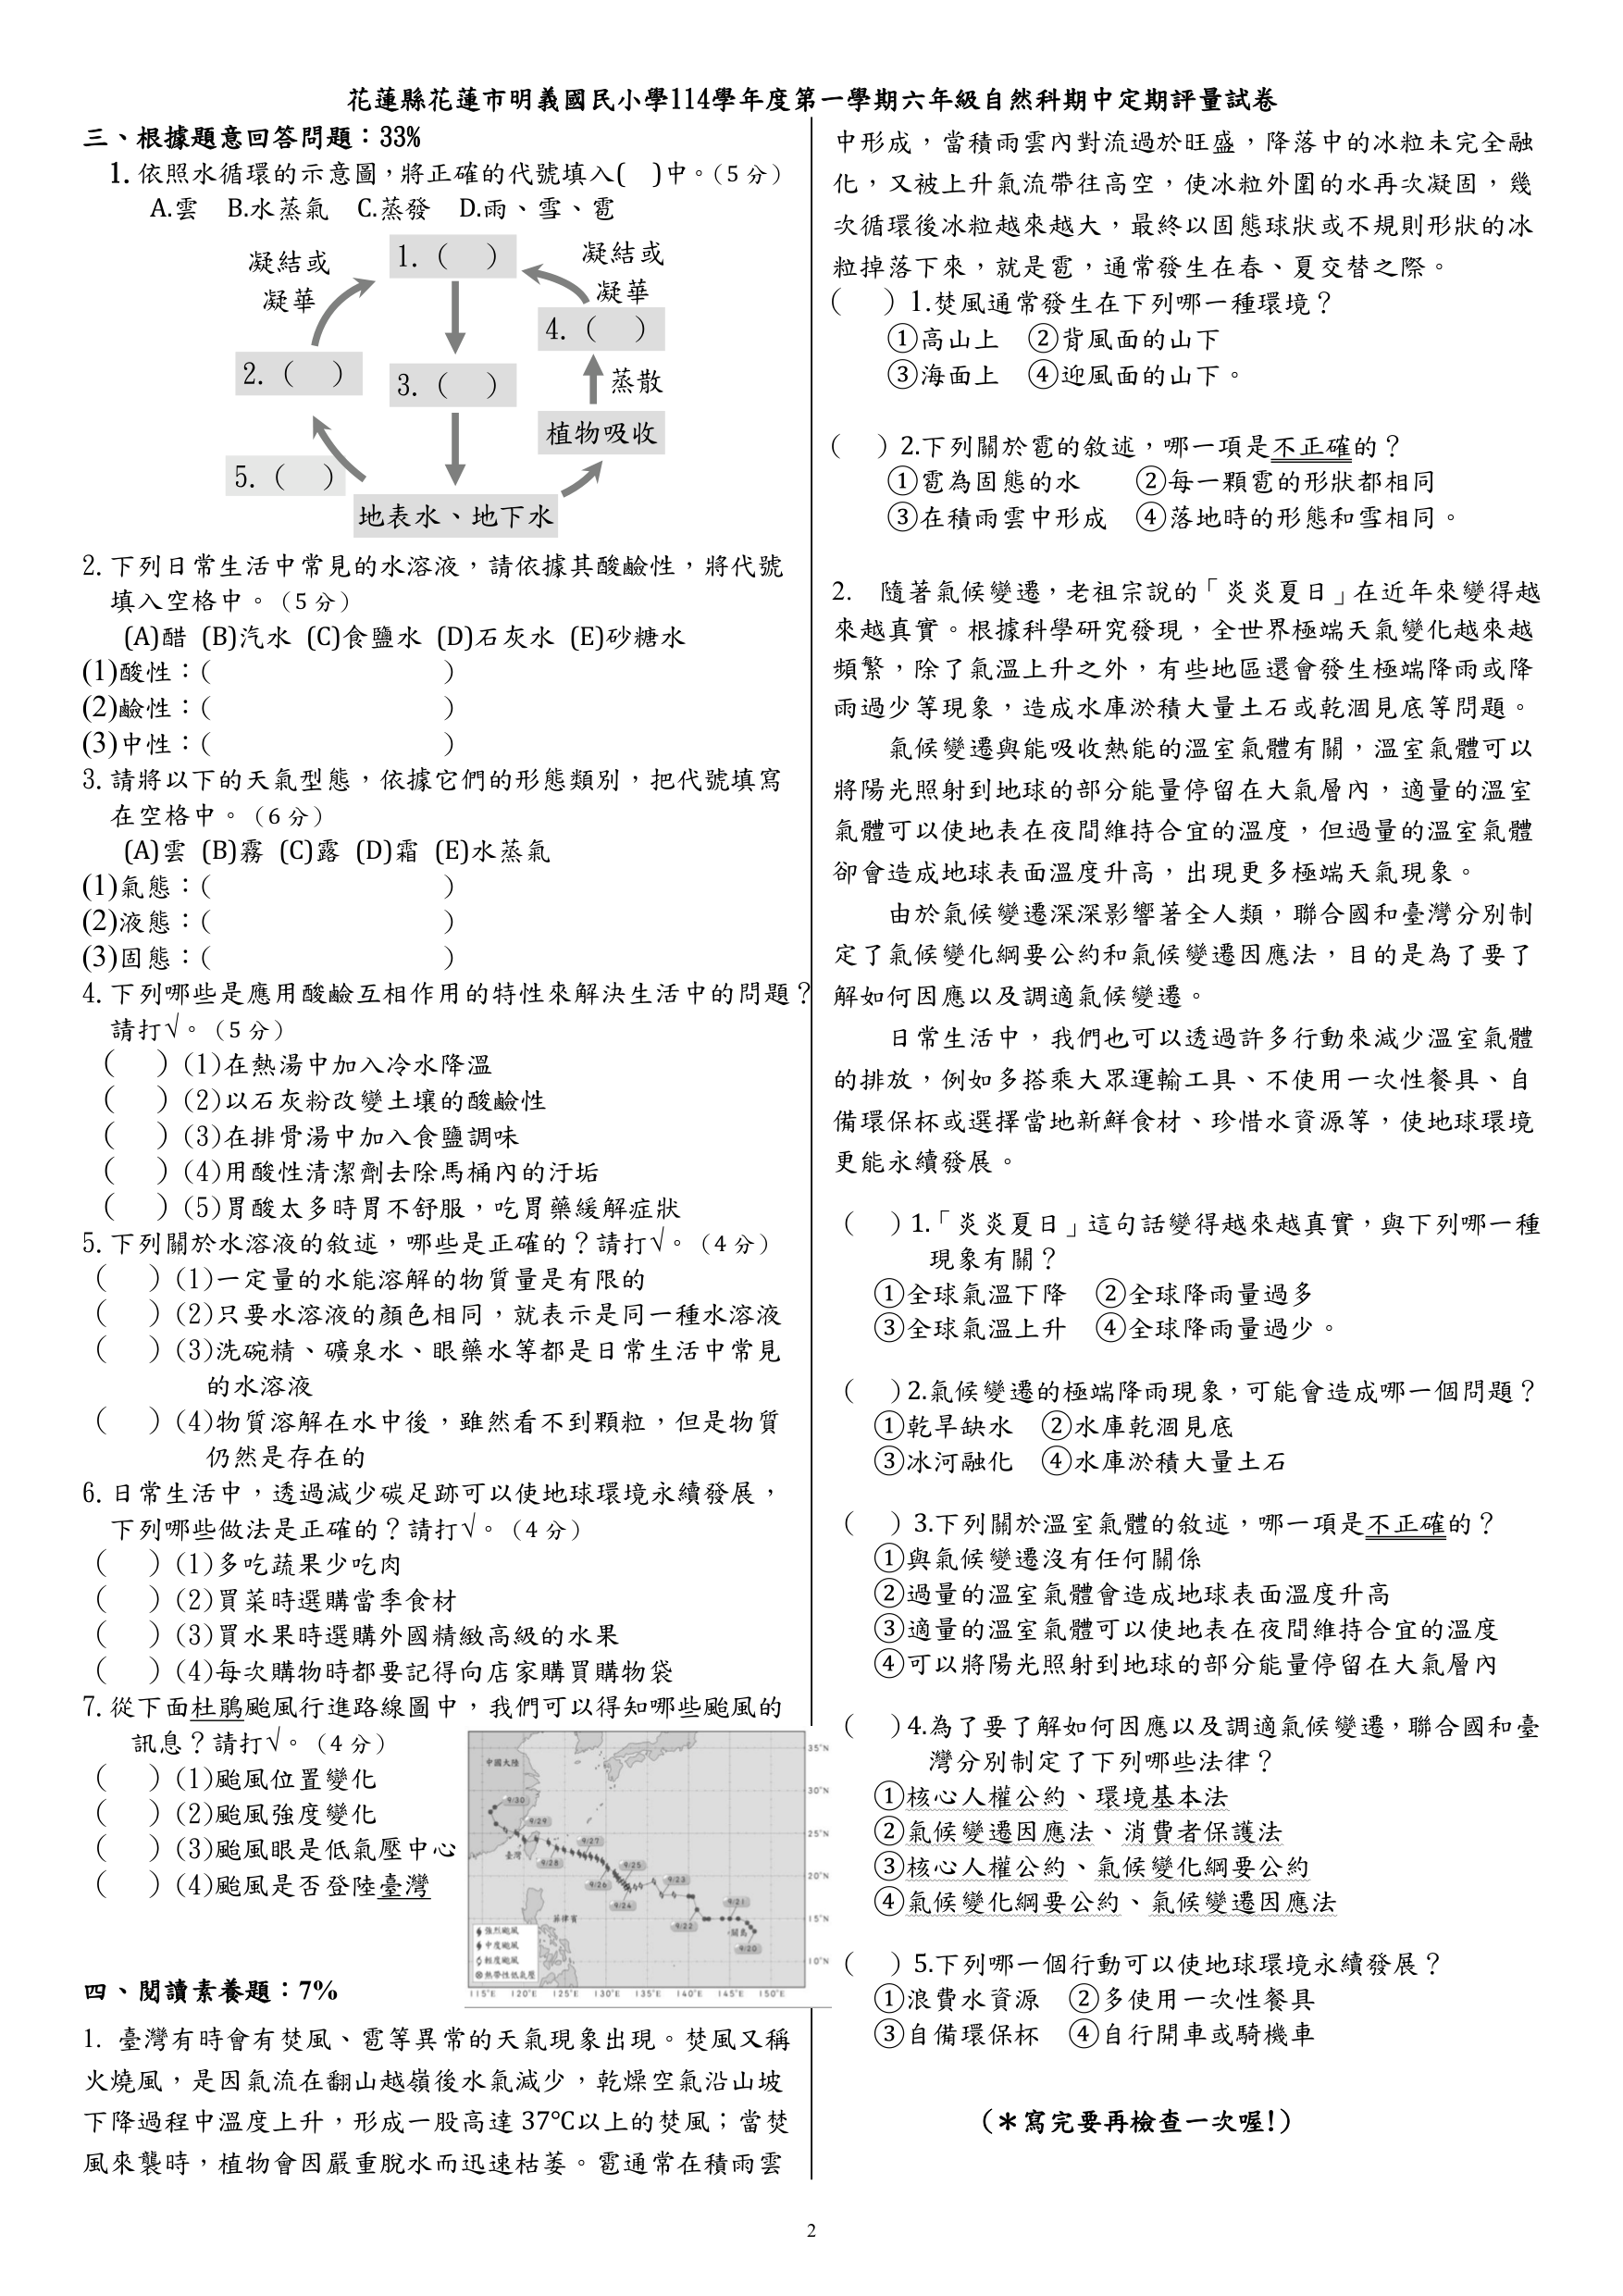 花蓮縣花蓮市明義國民小學114學年度第一學期六年級自然科期中定期評量試卷
三、根據題意回答問題：33%
1.依照水循環的示意圖，將正確的代號填入(　)中。（5分）
A.雲　B.水蒸氣　C.蒸發　D.雨、雪、雹
凝結或
凝華
1.（　）
凝結或
凝華
4.（　）
2.（　）
3.（　）
蒸散
植物吸收
5.（　）
地表水、地下水
2.下列日常生活中常見的水溶液，請依據其酸鹼性，將代號
填入空格中。（5分）
(A)醋 (B)汽水 (C)食鹽水 (D)石灰水 (E)砂糖水
(1)酸性：(　　　　　　　　)
(2)鹼性：(　　　　　　　　)
(3)中性：(　　　　　　　　)
3.請將以下的天氣型態，依據它們的形態類別，把代號填寫
在空格中。（6分）
(A)雲 (B)霧 (C)露 (D)霜 (E)水蒸氣
(1)氣態：(　　　　　　　　)
(2)液態：(　　　　　　　　)
(3)固態：(　　　　　　　　)
4.下列哪些是應用酸鹼互相作用的特性來解決生活中的問題？
請打√。（5分）
(　)(1)在熱湯中加入冷水降溫
(　)(2)以石灰粉改變土壤的酸鹼性
(　)(3)在排骨湯中加入食鹽調味
(　)(4)用酸性清潔劑去除馬桶內的汙垢
(　)(5)胃酸太多時胃不舒服，吃胃藥緩解症狀
5.下列關於水溶液的敘述，哪些是正確的？請打√。（4分）
(　)(1)一定量的水能溶解的物質量是有限的
(　)(2)只要水溶液的顏色相同，就表示是同一種水溶液
(　)(3)洗碗精、礦泉水、眼藥水等都是日常生活中常見
的水溶液
(　)(4)物質溶解在水中後，雖然看不到顆粒，但是物質
仍然是存在的
6.日常生活中，透過減少碳足跡可以使地球環境永續發展，
下列哪些做法是正確的？請打√。（4分）
(　)(1)多吃蔬果少吃肉
(　)(2)買菜時選購當季食材
(　)(3)買水果時選購外國精緻高級的水果
(　)(4)每次購物時都要記得向店家購買購物袋
7.從下面杜鵑颱風行進路線圖中，我們可以得知哪些颱風的
訊息？請打√。（4分）
(　)(1)颱風位置變化
(　)(2)颱風強度變化
(　)(3)颱風眼是低氣壓中心
(　)(4)颱風是否登陸臺灣
中國大陸
臺灣
菲律賓
關島
9/30
9/29
9/28
9/27
9/26
9/25
9/24
9/23
9/22
9/21
9/20
強烈颱風
中度颱風
輕度颱風
熱帶性低氣壓
35°N
30°N
25°N
20°N
15°N
10°N
115°E 120°E 125°E 130°E 135°E 140°E 145°E 150°E
四、閱讀素養題：7%
1. 臺灣有時會有焚風、雹等異常的天氣現象出現。焚風又稱
火燒風，是因氣流在翻山越嶺後水氣減少，乾燥空氣沿山坡
下降過程中溫度上升，形成一股高達37℃以上的焚風；當焚
風來襲時，植物會因嚴重脫水而迅速枯萎。雹通常在積雨雲
中形成，當積雨雲內對流過於旺盛，降落中的冰粒未完全融
化，又被上升氣流帶往高空，使冰粒外圍的水再次凝固，幾
次循環後冰粒越來越大，最終以固態球狀或不規則形狀的冰
粒掉落下來，就是雹，通常發生在春、夏交替之際。
(　)1.焚風通常發生在下列哪一種環境？
①高山上　②背風面的山下
③海面上　④迎風面的山下。
(　)2.下列關於雹的敘述，哪一項是不正確的？
①雹為固態的水　②每一顆雹的形狀都相同
③在積雨雲中形成　④落地時的形態和雪相同。
2. 隨著氣候變遷，老祖宗說的「炎炎夏日」在近年來變得越
來越真實。根據科學研究發現，全世界極端天氣變化越來越
頻繁，除了氣溫上升之外，有些地區還會發生極端降雨或降
雨過少等現象，造成水庫淤積大量土石或乾涸見底等問題。
氣候變遷與能吸收熱能的溫室氣體有關，溫室氣體可以
將陽光照射到地球的部分能量停留在大氣層內，適量的溫室
氣體可以使地表在夜間維持合宜的溫度，但過量的溫室氣體
卻會造成地球表面溫度升高，出現更多極端天氣現象。
由於氣候變遷深深影響著全人類，聯合國和臺灣分別制
定了氣候變化綱要公約和氣候變遷因應法，目的是為了要了
解如何因應以及調適氣候變遷。
日常生活中，我們也可以透過許多行動來減少溫室氣體
的排放，例如多搭乘大眾運輸工具、不使用一次性餐具、自
備環保杯或選擇當地新鮮食材、珍惜水資源等，使地球環境
更能永續發展。
(　)1.「炎炎夏日」這句話變得越來越真實，與下列哪一種
現象有關？
①全球氣溫下降　②全球降雨量過多
③全球氣溫上升　④全球降雨量過少。
(　)2.氣候變遷的極端降雨現象，可能會造成哪一個問題？
①乾旱缺水　②水庫乾涸見底
③冰河融化　④水庫淤積大量土石
(　)3.下列關於溫室氣體的敘述，哪一項是不正確的？
①與氣候變遷沒有任何關係
②過量的溫室氣體會造成地球表面溫度升高
③適量的溫室氣體可以使地表在夜間維持合宜的溫度
④可以將陽光照射到地球的部分能量停留在大氣層內
(　)4.為了要了解如何因應以及調適氣候變遷，聯合國和臺
灣分別制定了下列哪些法律？
①核心人權公約、環境基本法
②氣候變遷因應法、消費者保護法
③核心人權公約、氣候變化綱要公約
④氣候變化綱要公約、氣候變遷因應法
(　)5.下列哪一個行動可以使地球環境永續發展？
①浪費水資源　②多使用一次性餐具
③自備環保杯　④自行開車或騎機車
（＊寫完要再檢查一次喔!）
2